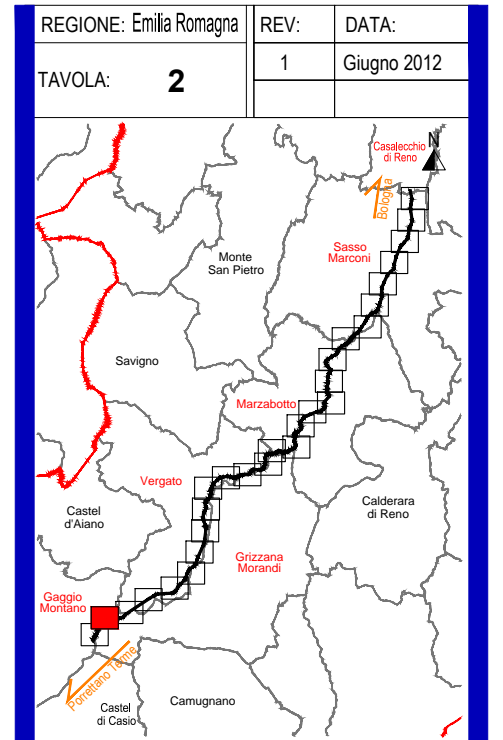 REGIONE: Emilia Romagna
REV:
DATA:
TAVOLA: 2
1
Giugno 2012
Casalecchio
di Reno
N
Bologna
Sasso
Marconi
Monte
San Pietro
Savigno
Marzabotto
Vergato
Castel
d'Aiano
Calderara
di Reno
Grizzana
Morandi
Gaggio
Montano
Porrettano Terme
Castel
di Casio
Camugnano